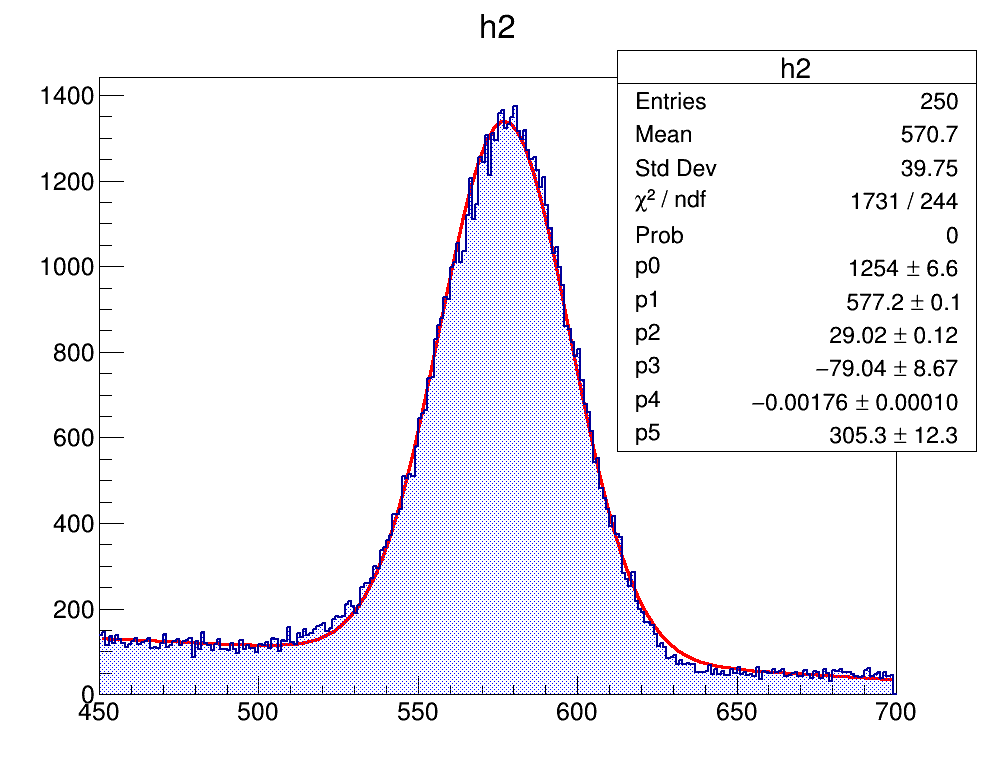 h2
h2
Entries 250
Mean 570.7
Std Dev 39.75
χ² / ndf 1731 / 244
Prob 0
p0 1254 ± 6.6
p1 577.2 ± 0.1
p2 29.02 ± 0.12
p3 −79.04 ± 8.67
p4 −0.00176 ± 0.00010
p5 305.3 ± 12.3
1400
1200
1000
800
600
400
200
0
450 500 550 600 650 700